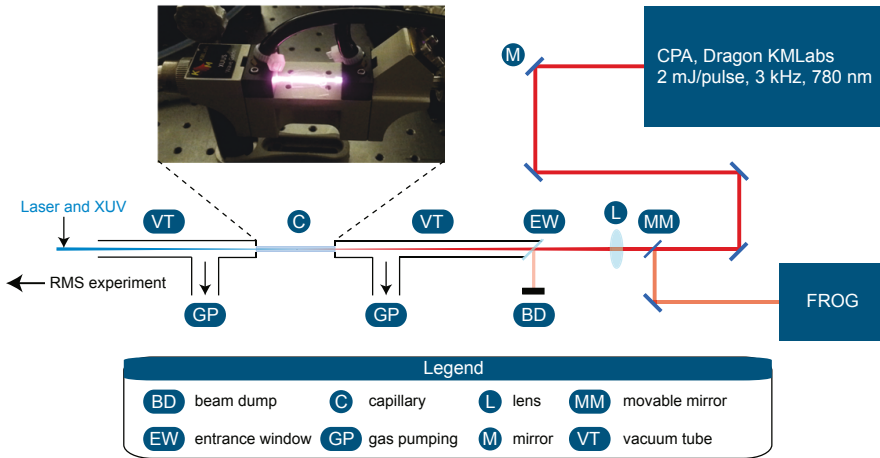 CPA, Dragon KMLabs
2 mJ/pulse, 3 kHz, 780 nm
M
Laser and XUV
VT
C
VT
EW
L
MM
RMS experiment
GP
GP
BD
FROG
Legend
BD beam dump
C capillary
L lens
MM movable mirror
EW entrance window
GP gas pumping
M mirror
VT vacuum tube